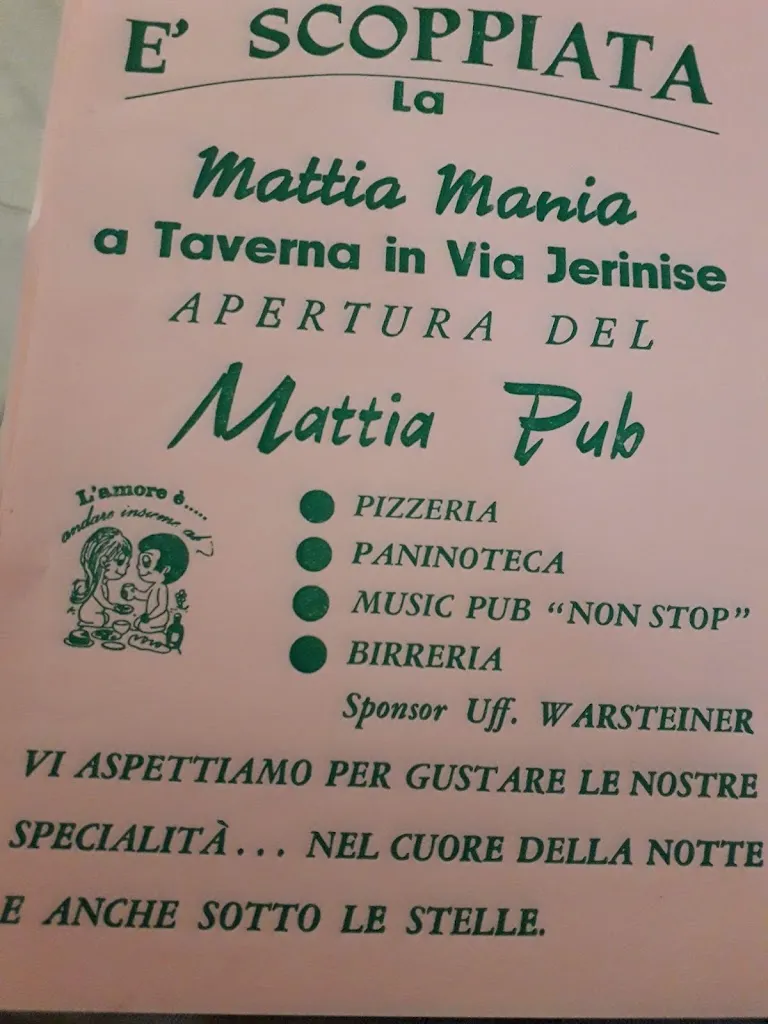 E' SCOPPIATA
La
Mattia Mania
a Taverna in Via Jerinise
APERTURA DEL
Mattia Pub
L'amore è.....
andare insieme al
PIZZERIA
PANINOTECA
MUSIC PUB “NON STOP”
BIRRERIA
Sponsor Uff. WARSTEINER
VI ASPETTIAMO PER GUSTARE LE NOSTRE
SPECIALITÀ... NEL CUORE DELLA NOTTE
E ANCHE SOTTO LE STELLE.